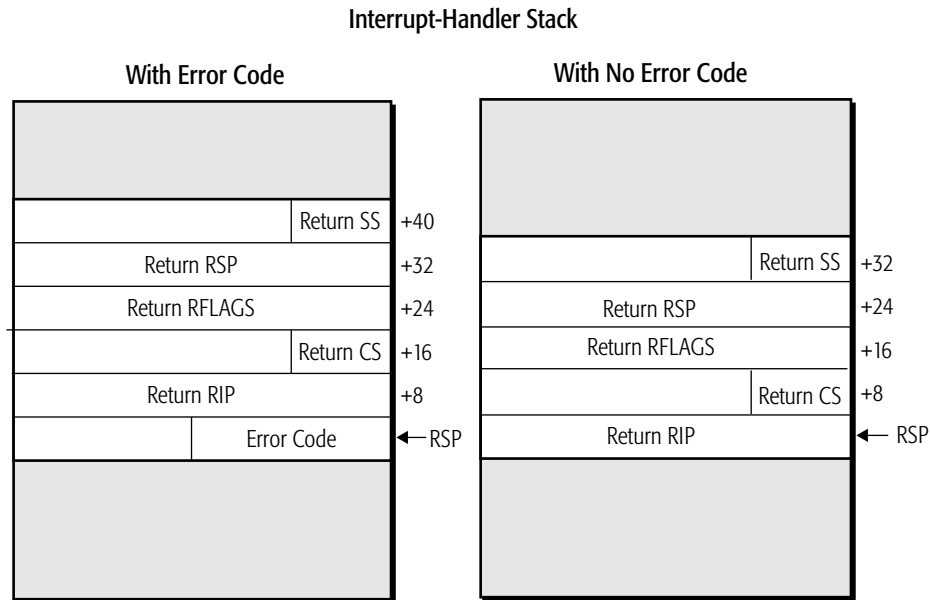 Interrupt-Handler Stack
With Error Code
Return SS +40
Return RSP +32
Return RFLAGS +24
Return CS +16
Return RIP +8
Error Code RSP
With No Error Code
Return SS +32
Return RSP +24
Return RFLAGS +16
Return CS +8
Return RIP RSP